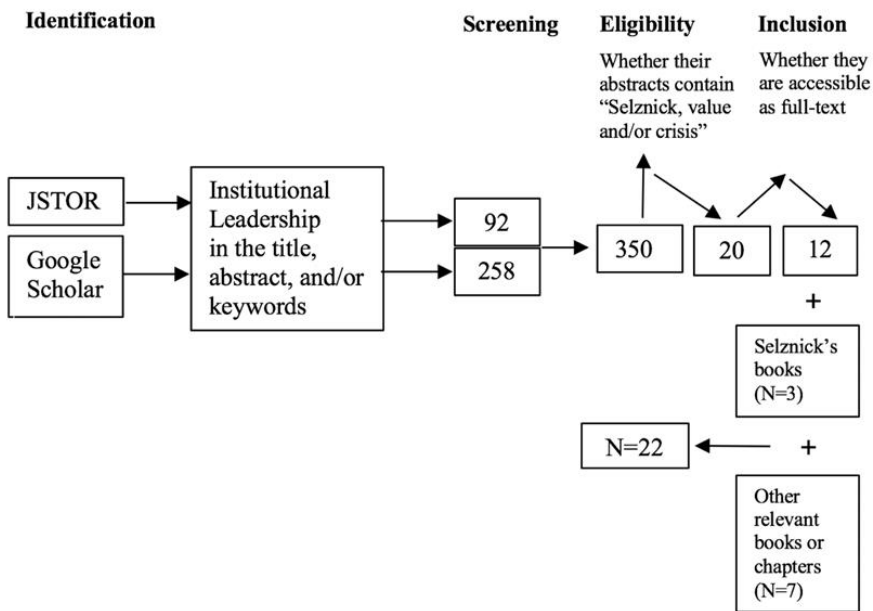 Identification
Screening
Eligibility
Inclusion
Whether their
abstracts contain
“Selznick, value
and/or crisis”
Whether they
are accessible
as full-text
JSTOR
Google
Scholar
Institutional
Leadership
in the title,
abstract, and/or
keywords
92
258
350
20
12
+
Selznick’s
books
(N=3)
+
N=22
Other
relevant
books or
chapters
(N=7)